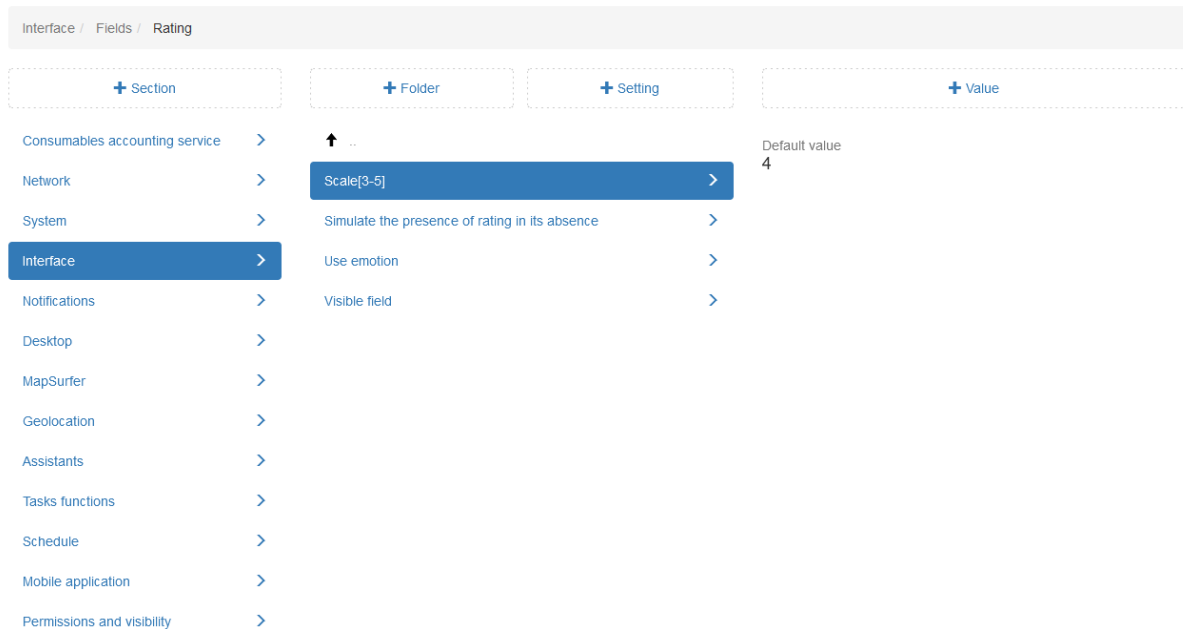 Interface / Fields / Rating
Section
Folder
Setting
Value
Consumables accounting service
Network
System
Interface
Notifications
Desktop
MapSurfer
Geolocation
Assistants
Tasks functions
Schedule
Mobile application
Permissions and visibility
..
Scale[3-5]
Simulate the presence of rating in its absence
Use emotion
Visible field
Default value
4